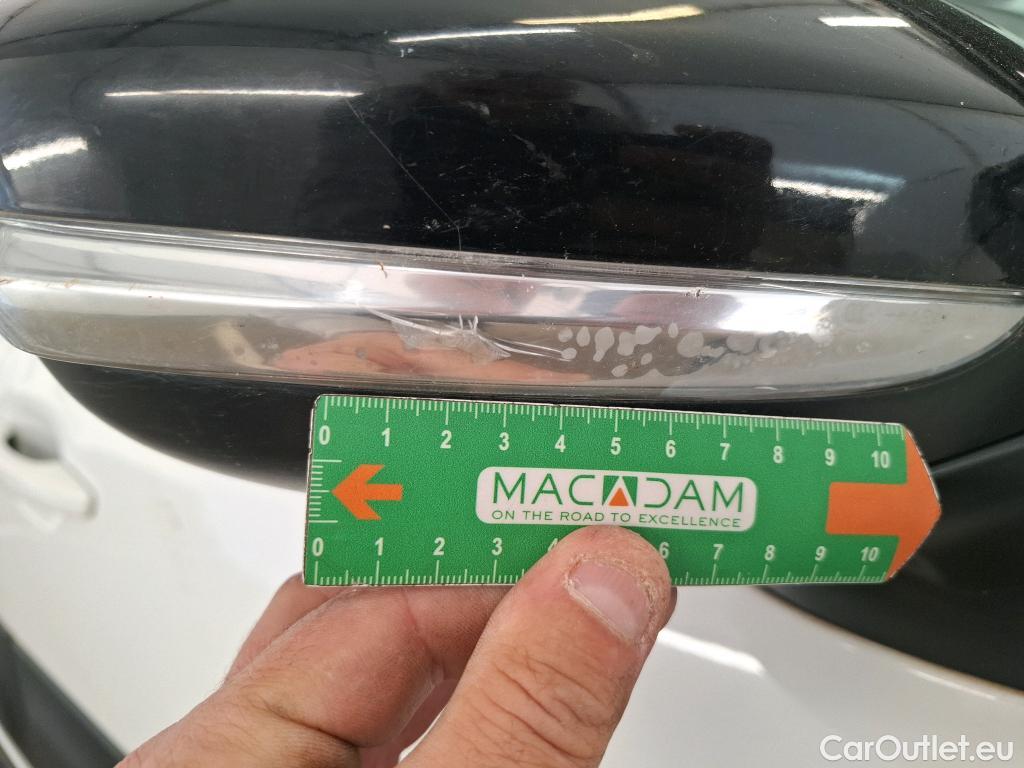 0 1 2 3 4 5 6 7 8 9 10
MACADAM
ON THE ROAD TO EXCELLENCE
0 1 2 3 4 6 7 8 9 10
CarOutlet.eu